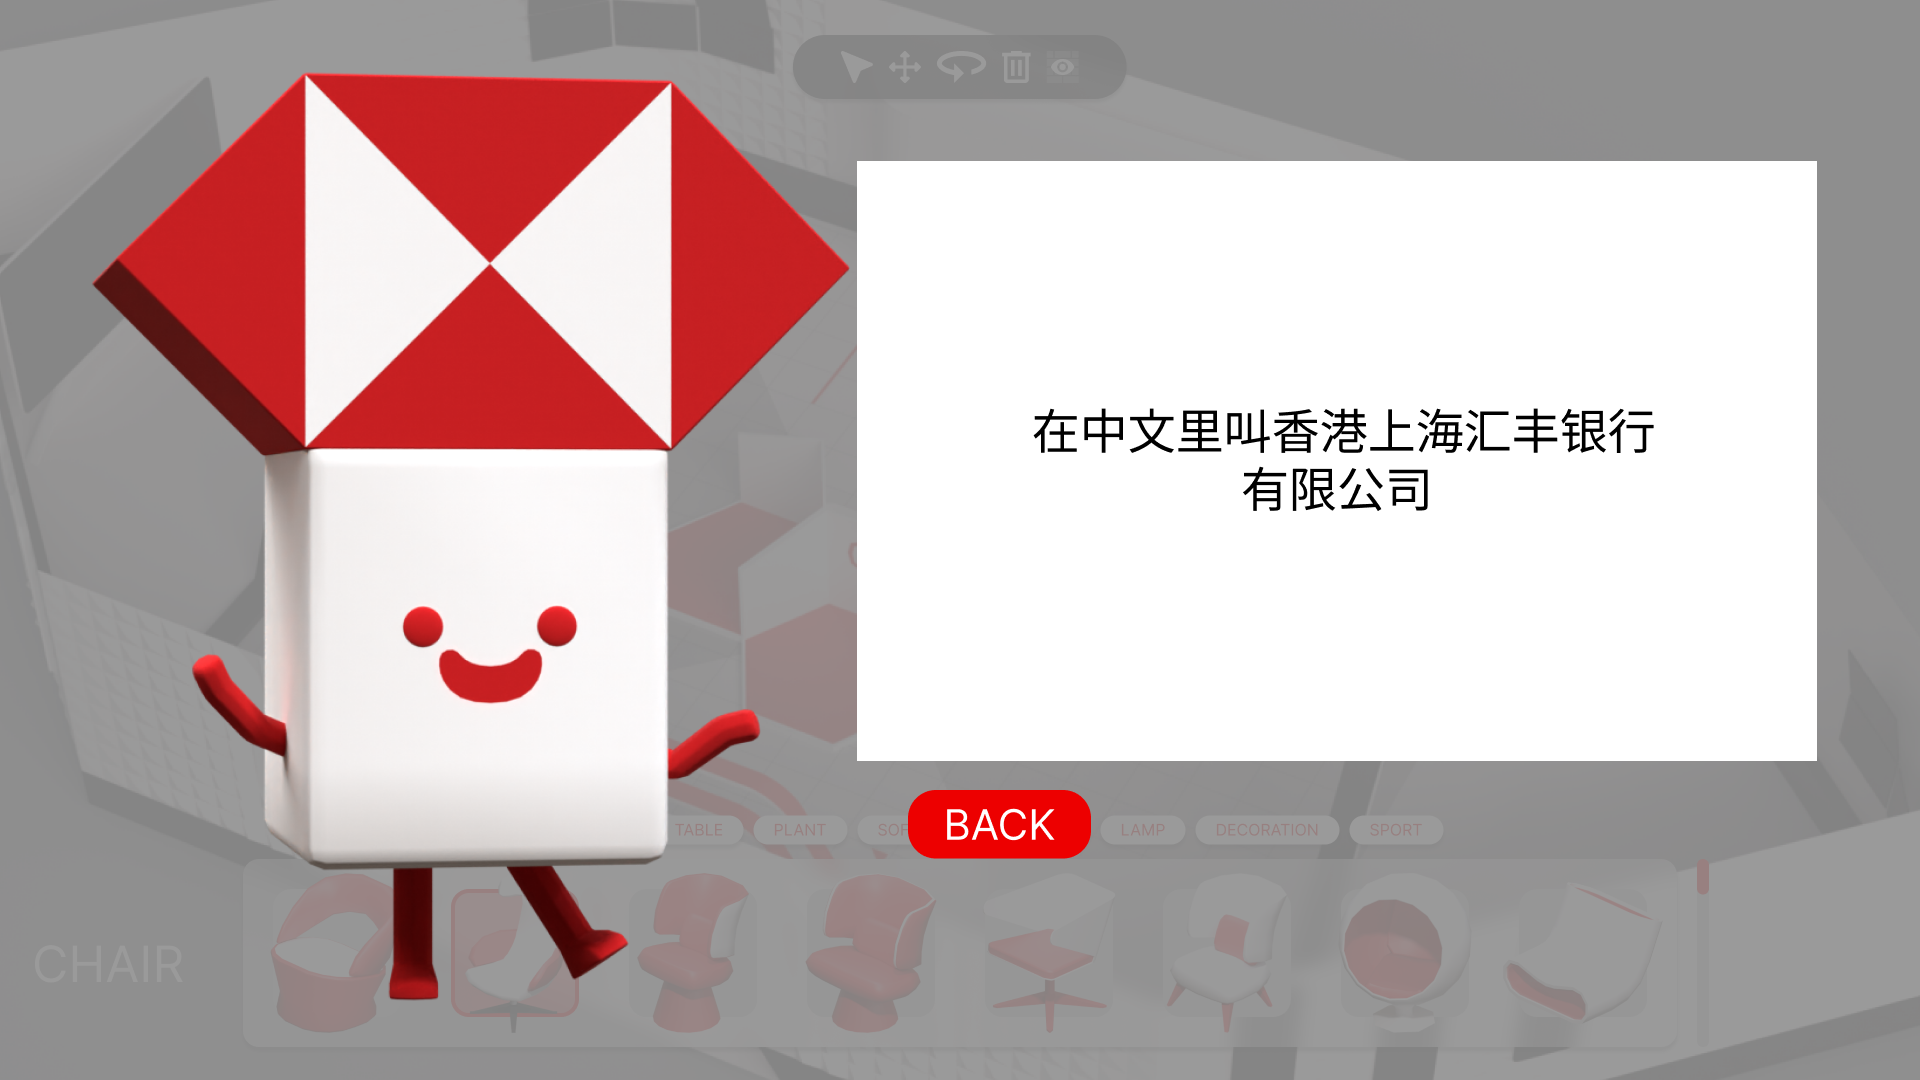 在中文里叫香港上海汇丰银行
有限公司
BACK
TABLE
PLANT
SOF
LAMP
DECORATION
SPORT
CHAIR